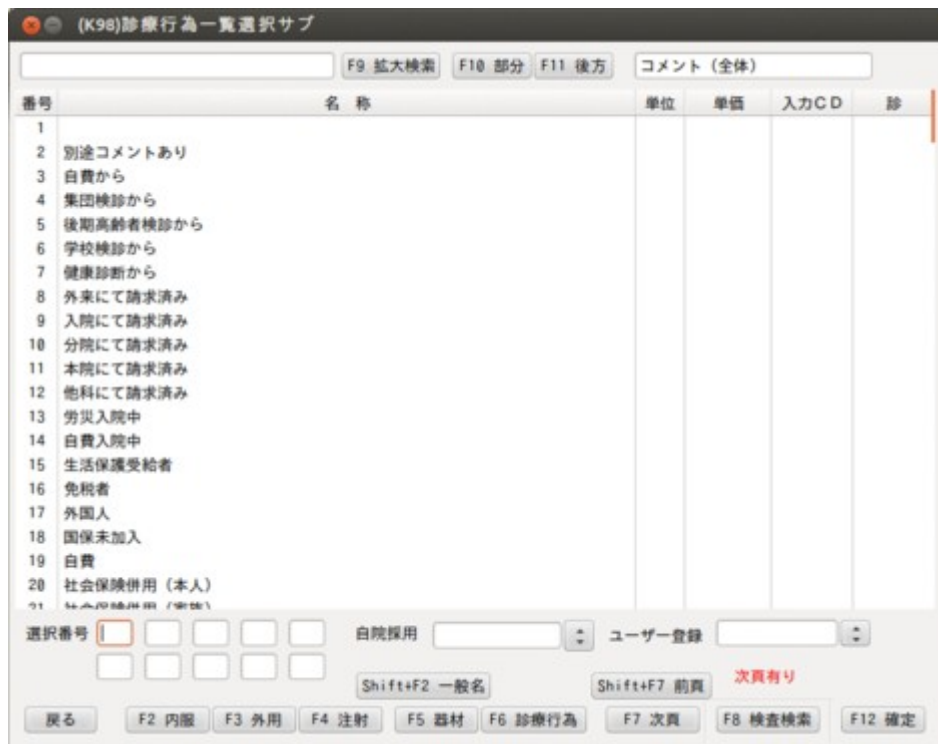 (K98)診療行為一覧選択サブ
F9 拡大検索 F10 部分 F11 後方 コメント（全体）
番号 名 称 単位 単価 入力CD 診
1
2 別途コメントあり
3 自費から
4 集団検診から
5 後期高齢者検診から
6 学校検診から
7 健康診断から
8 外来にて請求済み
9 入院にて請求済み
10 分院にて請求済み
11 本院にて請求済み
12 他科にて請求済み
13 労災入院中
14 自費入院中
15 生活保護受給者
16 免税者
17 外国人
18 国保未加入
19 自費
20 社会保険併用（本人）
21 社会保険併用（家族）
選択番号 自院採用 ユーザー登録
Shift+F2 一般名 Shift+F7 前頁 次頁有り
戻る F2 内服 F3 外用 F4 注射 F5 器材 F6 診療行為 F7 次頁 F8 検査検索 F12 確定